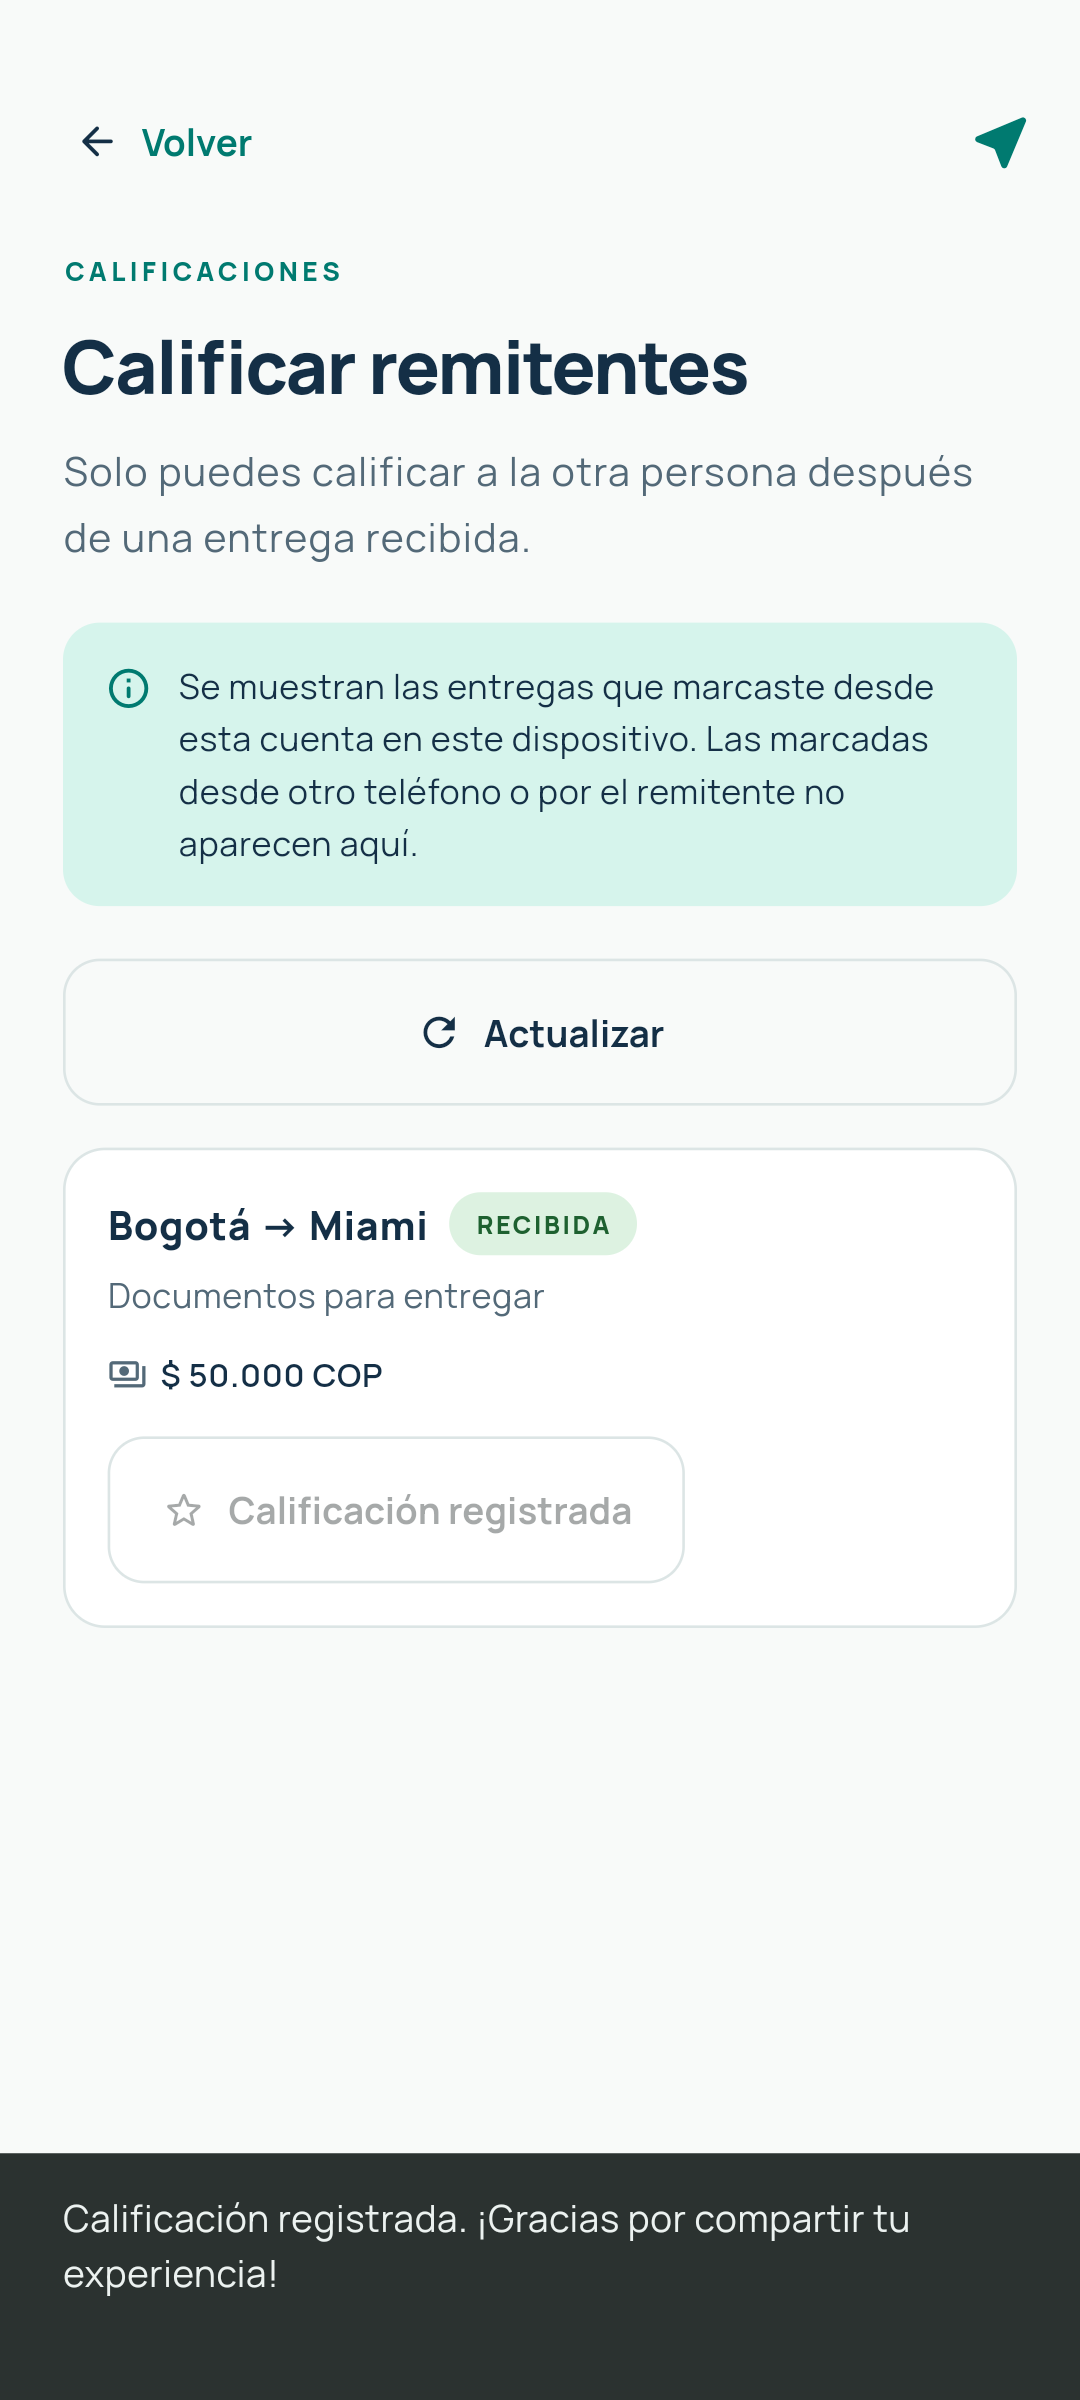 Volver
CALIFICACIONES
Calificar remitentes
Solo puedes calificar a la otra persona después
de una entrega recibida.
Se muestran las entregas que marcaste desde
esta cuenta en este dispositivo. Las marcadas
desde otro teléfono o por el remitente no
aparecen aquí.
Actualizar
Bogotá → Miami RECIBIDA
Documentos para entregar
$ 50.000 COP
Calificación registrada
Calificación registrada. ¡Gracias por compartir tu
experiencia!